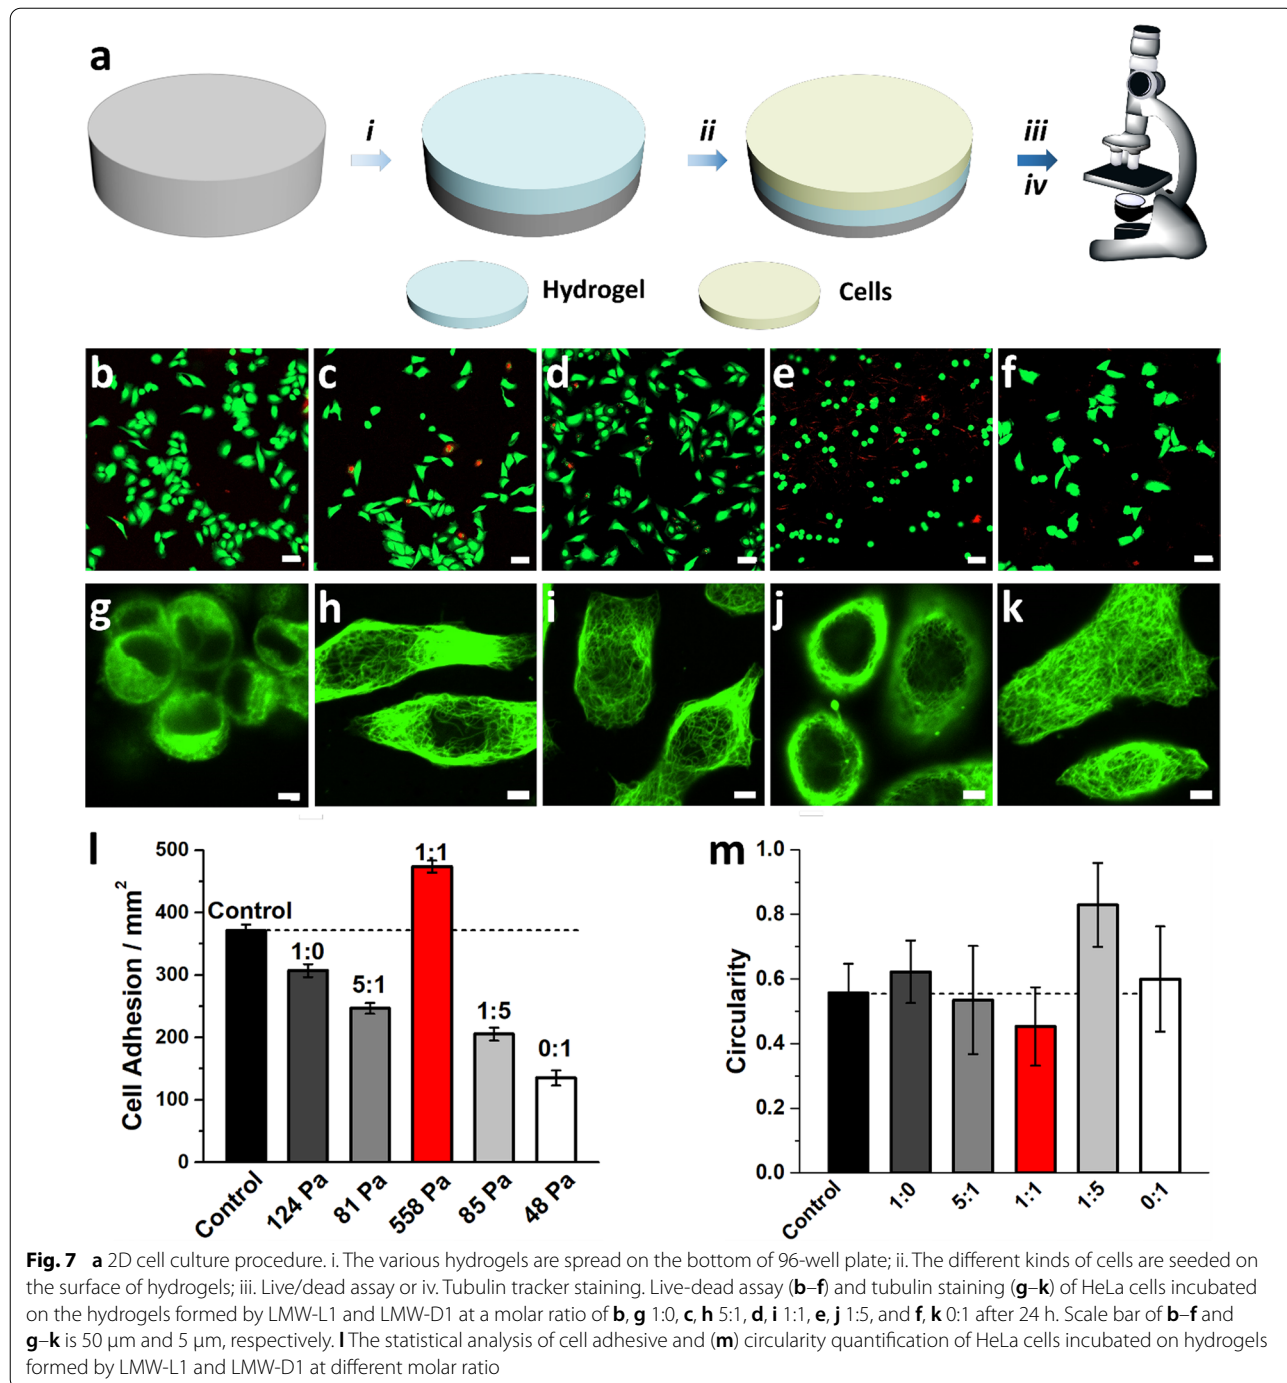 a
i
ii
iii
iv
Hydrogel
Cells
b
c
d
e
f
g
h
i
j
k
l
Cell Adhesion / mm²
500
400
300
200
100
0
Control
1:0
5:1
1:1
1:5
0:1
Control
124 Pa
81 Pa
558 Pa
85 Pa
48 Pa
m
Circularity
1.0
0.8
0.6
0.4
0.2
0.0
Control
1:0
5:1
1:1
1:5
0:1
Fig. 7 a 2D cell culture procedure. i. The various hydrogels are spread on the bottom of 96-well plate; ii. The different kinds of cells are seeded on
the surface of hydrogels; iii. Live/dead assay or iv. Tubulin tracker staining. Live-dead assay (b–f) and tubulin staining (g–k) of HeLa cells incubated
on the hydrogels formed by LMW-L1 and LMW-D1 at a molar ratio of b, g 1:0, c, h 5:1, d, i 1:1, e, j 1:5, and f, k 0:1 after 24 h. Scale bar of b–f and
g–k is 50 μm and 5 μm, respectively. l The statistical analysis of cell adhesive and (m) circularity quantification of HeLa cells incubated on hydrogels
formed by LMW-L1 and LMW-D1 at different molar ratio